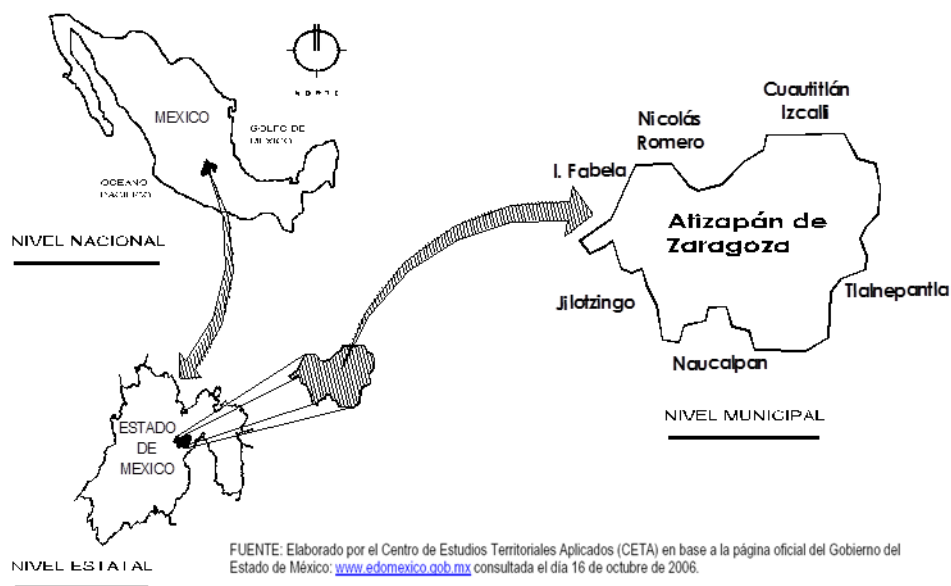 NORTE
MEXICO
GOLFO DE
MEXICO
OCEANO
PACIFICO
NIVEL NACIONAL
Cuautitlán
Izcalli
Nicolás
Romero
I. Fabela
Atizapán de
Zaragoza
Jilotzingo
Tlalnepantla
Naucalpan
NIVEL MUNICIPAL
ESTADO
DE
MEXICO
NIVEL ESTATAL
FUENTE: Elaborado por el Centro de Estudios Territoriales Aplicados (CETA) en base a la página oficial del Gobierno del
Estado de México: www.edomexico.gob.mx consultada el día 16 de octubre de 2006.